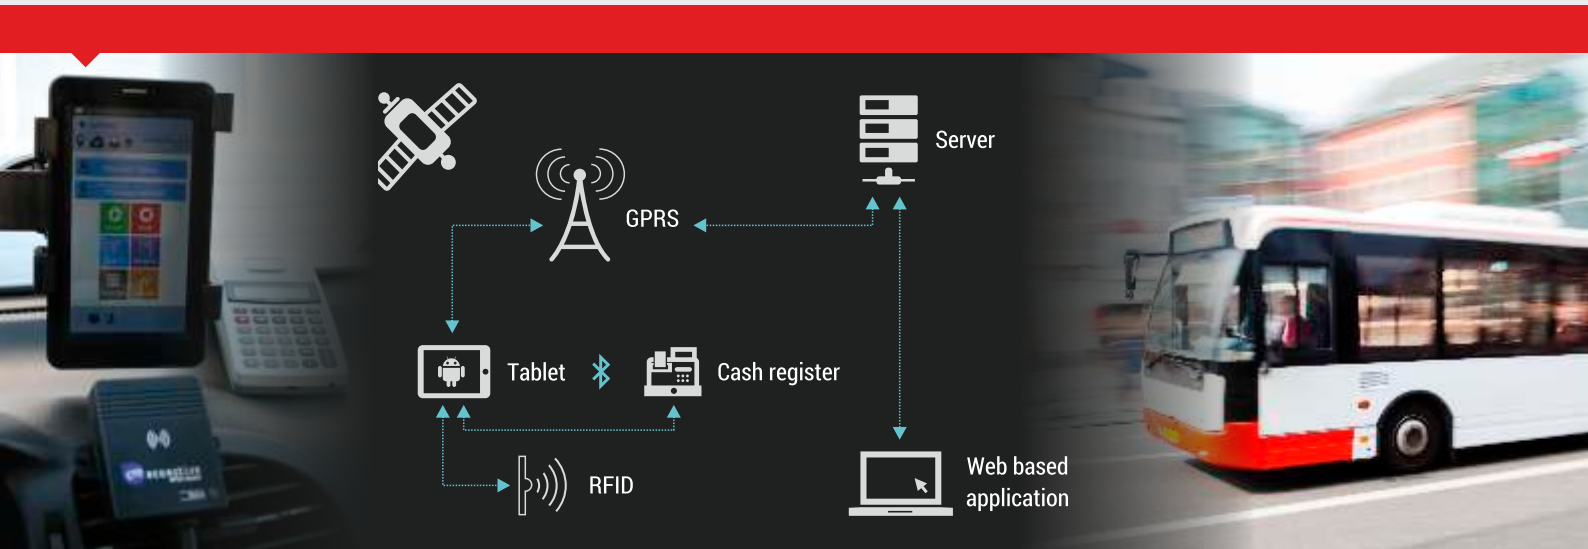 Server
GPRS
Tablet
Cash register
RFID
Web based
application